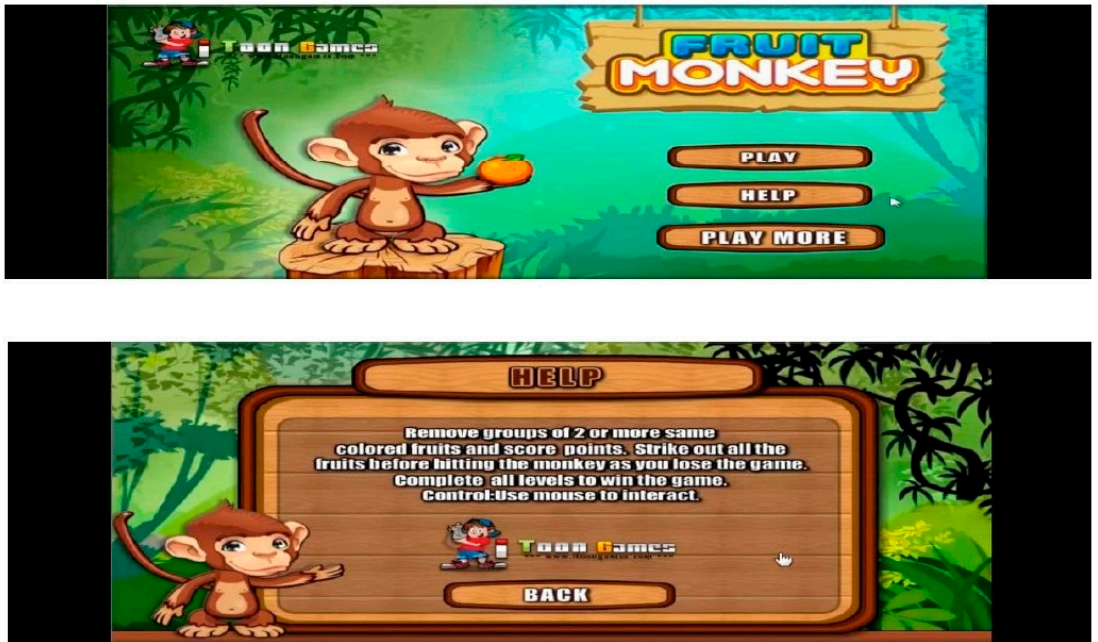 i Toon Games
FRUIT
MONKEY
PLAY
HELP
PLAY MORE
HELP
Remove groups of 2 or more same
colored fruits and score points. Strike out all the
fruits before hitting the monkey as you lose the game.
Complete all levels to win the game.
Control:Use mouse to interact.
i Toon Games
BACK